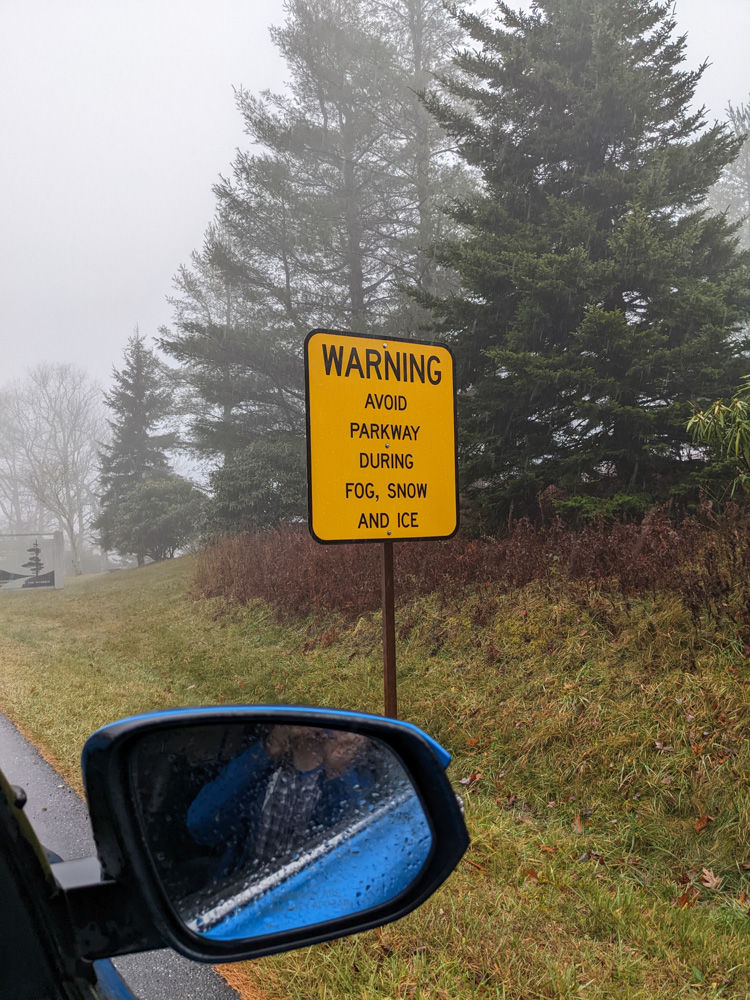 WARNING
AVOID
PARKWAY
DURING
FOG, SNOW
AND ICE